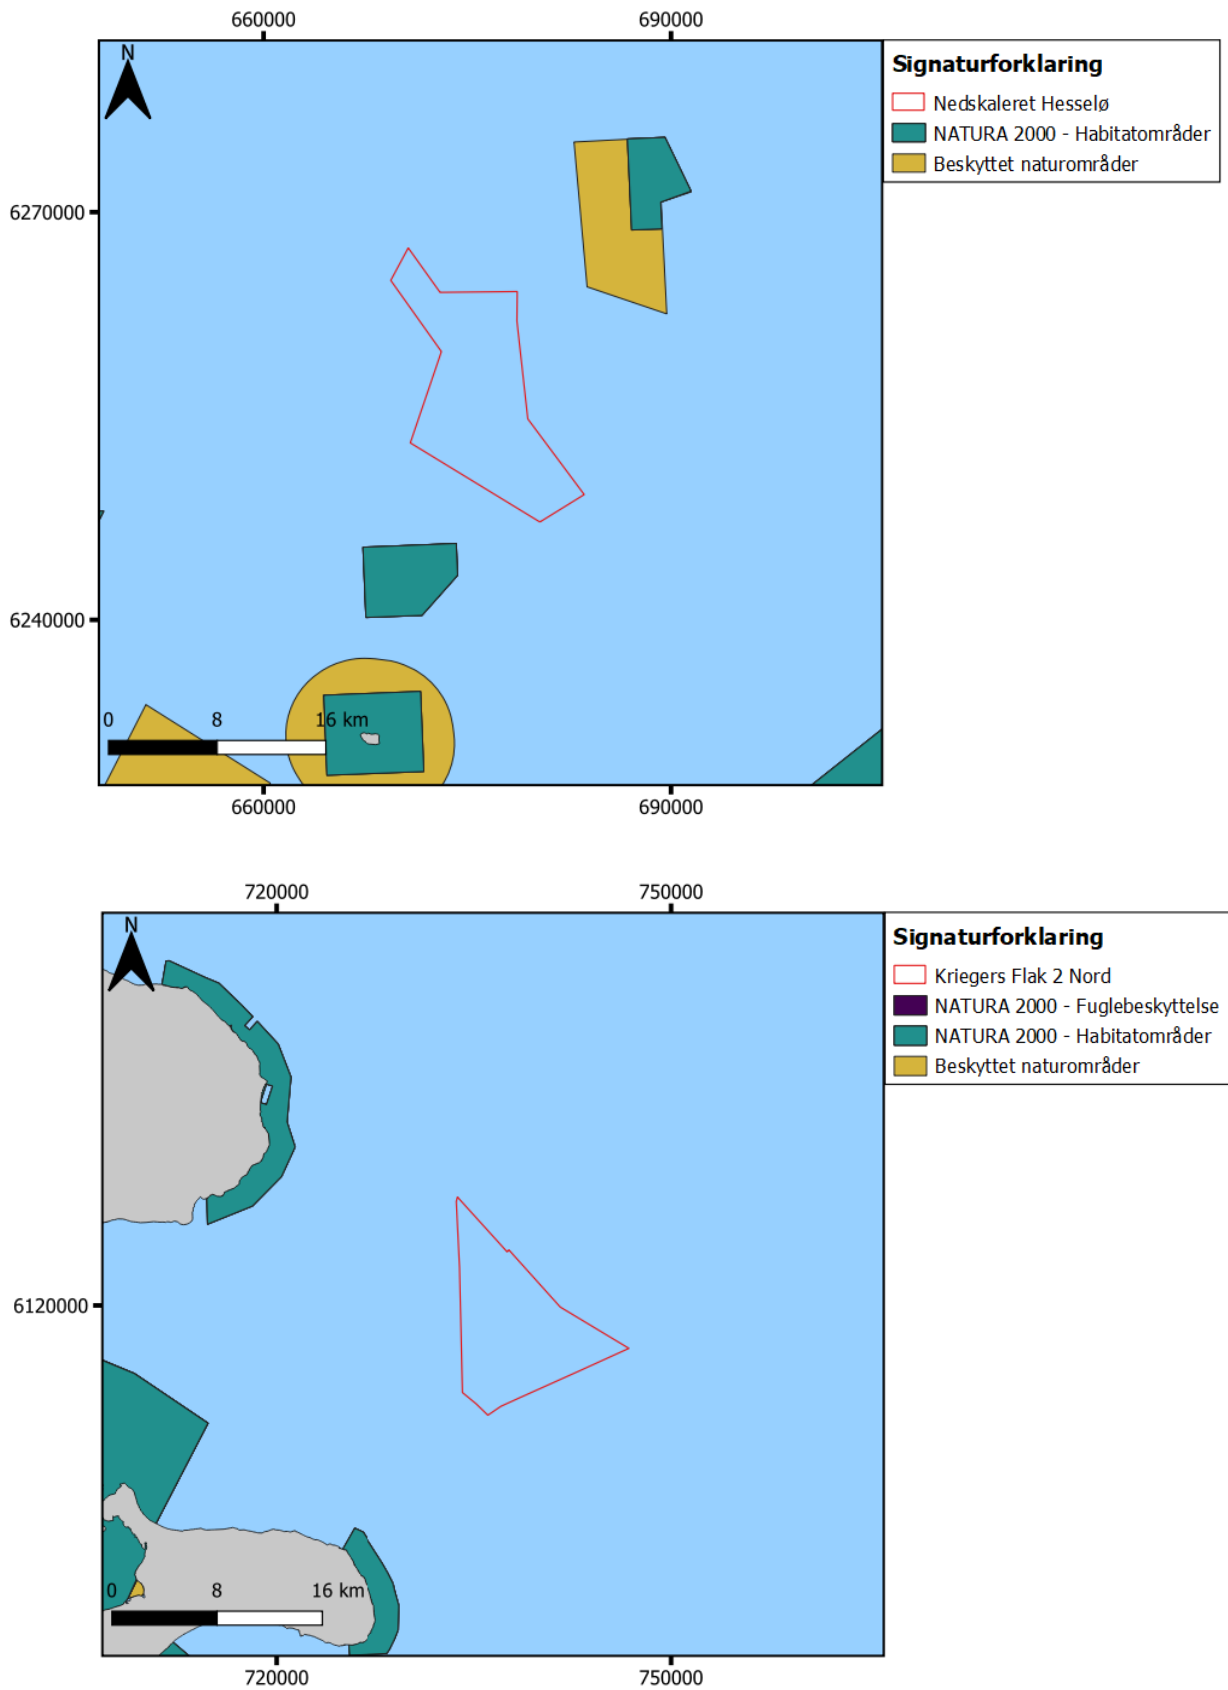 660000
690000
N
Signaturforklaring
Nedskaleret Hesselø
NATURA 2000 - Habitatområder
Beskyttet naturområder
6270000
6240000
0 8 16 km
660000
690000
720000
750000
N
Signaturforklaring
Kriegers Flak 2 Nord
NATURA 2000 - Fuglebeskyttelse
NATURA 2000 - Habitatområder
Beskyttet naturområder
6120000
0 8 16 km
720000
750000